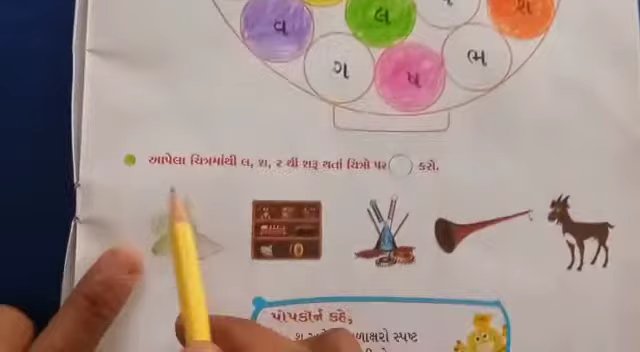 વ લ શ
ગ ષ ભ
આપેલા ચિત્રમાંથી લ, શ, ર થી શરૂ થતાં ચિત્રો પર ◯ કરો.
પોપકોર્ન કહે,
સ્પષ્ટ